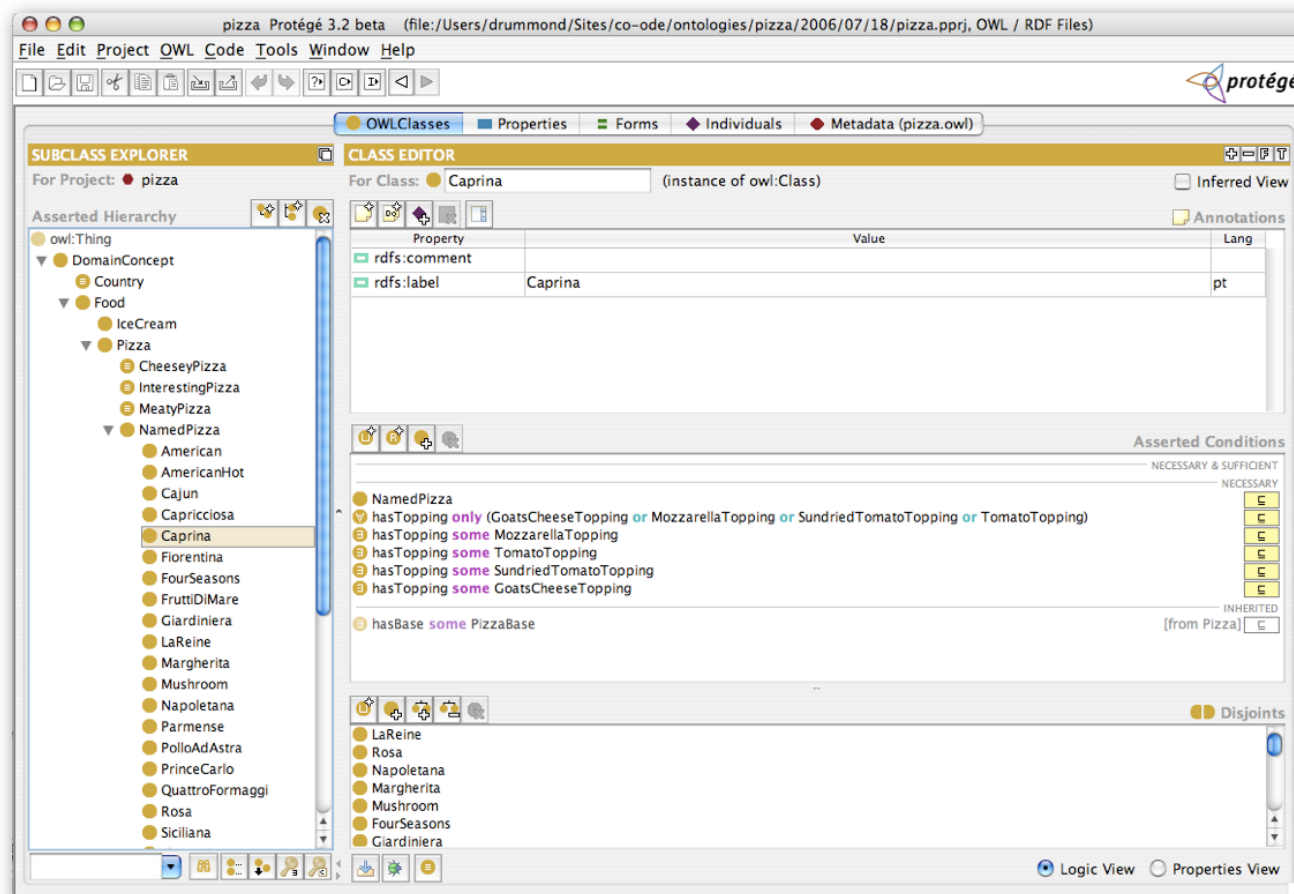 pizza Protégé 3.2 beta (file:/Users/drummond/Sites/co-ode/ontologies/pizza/2006/07/18/pizza.pprj, OWL / RDF Files)
File Edit Project OWL Code Tools Window Help
protégé
OWLClasses Properties Forms Individuals Metadata (pizza.owl)
SUBCLASS EXPLORER
For Project: pizza
Asserted Hierarchy
owl:Thing
DomainConcept
Country
Food
IceCream
Pizza
CheeseyPizza
InterestingPizza
MeatyPizza
NamedPizza
American
AmericanHot
Cajun
Capricciosa
Caprina
Fiorentina
FourSeasons
FruttiDiMare
Giardiniera
LaReine
Margherita
Mushroom
Napoletana
Parmense
PolloAdAstra
PrinceCarlo
QuattroFormaggi
Rosa
Siciliana
CLASS EDITOR
For Class: Caprina (instance of owl:Class)
Inferred View
Annotations
Property Value Lang
rdfs:comment
rdfs:label Caprina pt
Asserted Conditions
NECESSARY & SUFFICIENT
NECESSARY
NamedPizza ⊑
hasTopping only (GoatsCheeseTopping or MozzarellaTopping or SundriedTomatoTopping or TomatoTopping) ⊑
hasTopping some MozzarellaTopping ⊑
hasTopping some TomatoTopping ⊑
hasTopping some SundriedTomatoTopping ⊑
hasTopping some GoatsCheeseTopping ⊑
INHERITED
hasBase some PizzaBase [from Pizza] ⊑
Disjoints
LaReine
Rosa
Napoletana
Margherita
Mushroom
FourSeasons
Giardiniera
Logic View Properties View